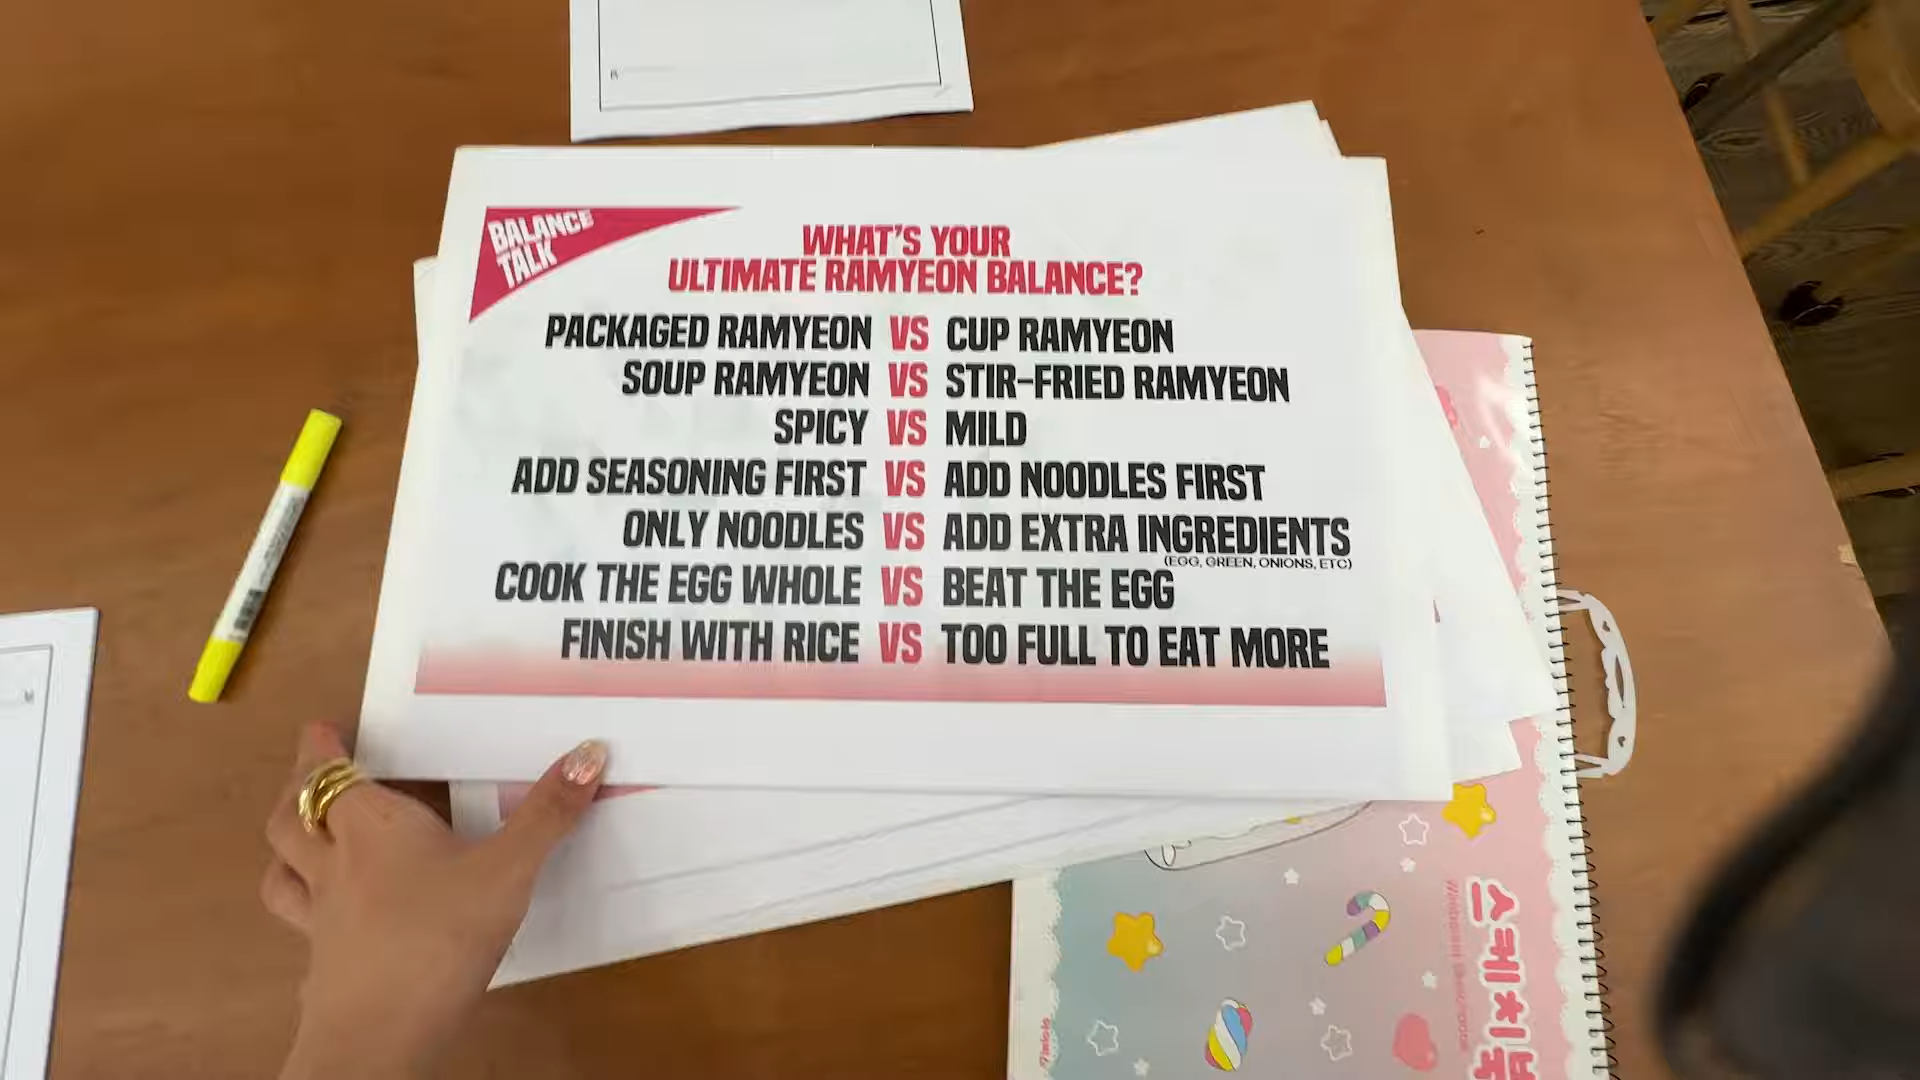 BALANCE
TALK
WHAT'S YOUR
ULTIMATE RAMYEON BALANCE?
PACKAGED RAMYEON VS CUP RAMYEON
SOUP RAMYEON VS STIR-FRIED RAMYEON
SPICY VS MILD
ADD SEASONING FIRST VS ADD NOODLES FIRST
ONLY NOODLES VS ADD EXTRA INGREDIENTS
(EGG, GREEN, ONIONS, ETC)
COOK THE EGG WHOLE VS BEAT THE EGG
FINISH WITH RICE VS TOO FULL TO EAT MORE
스케치